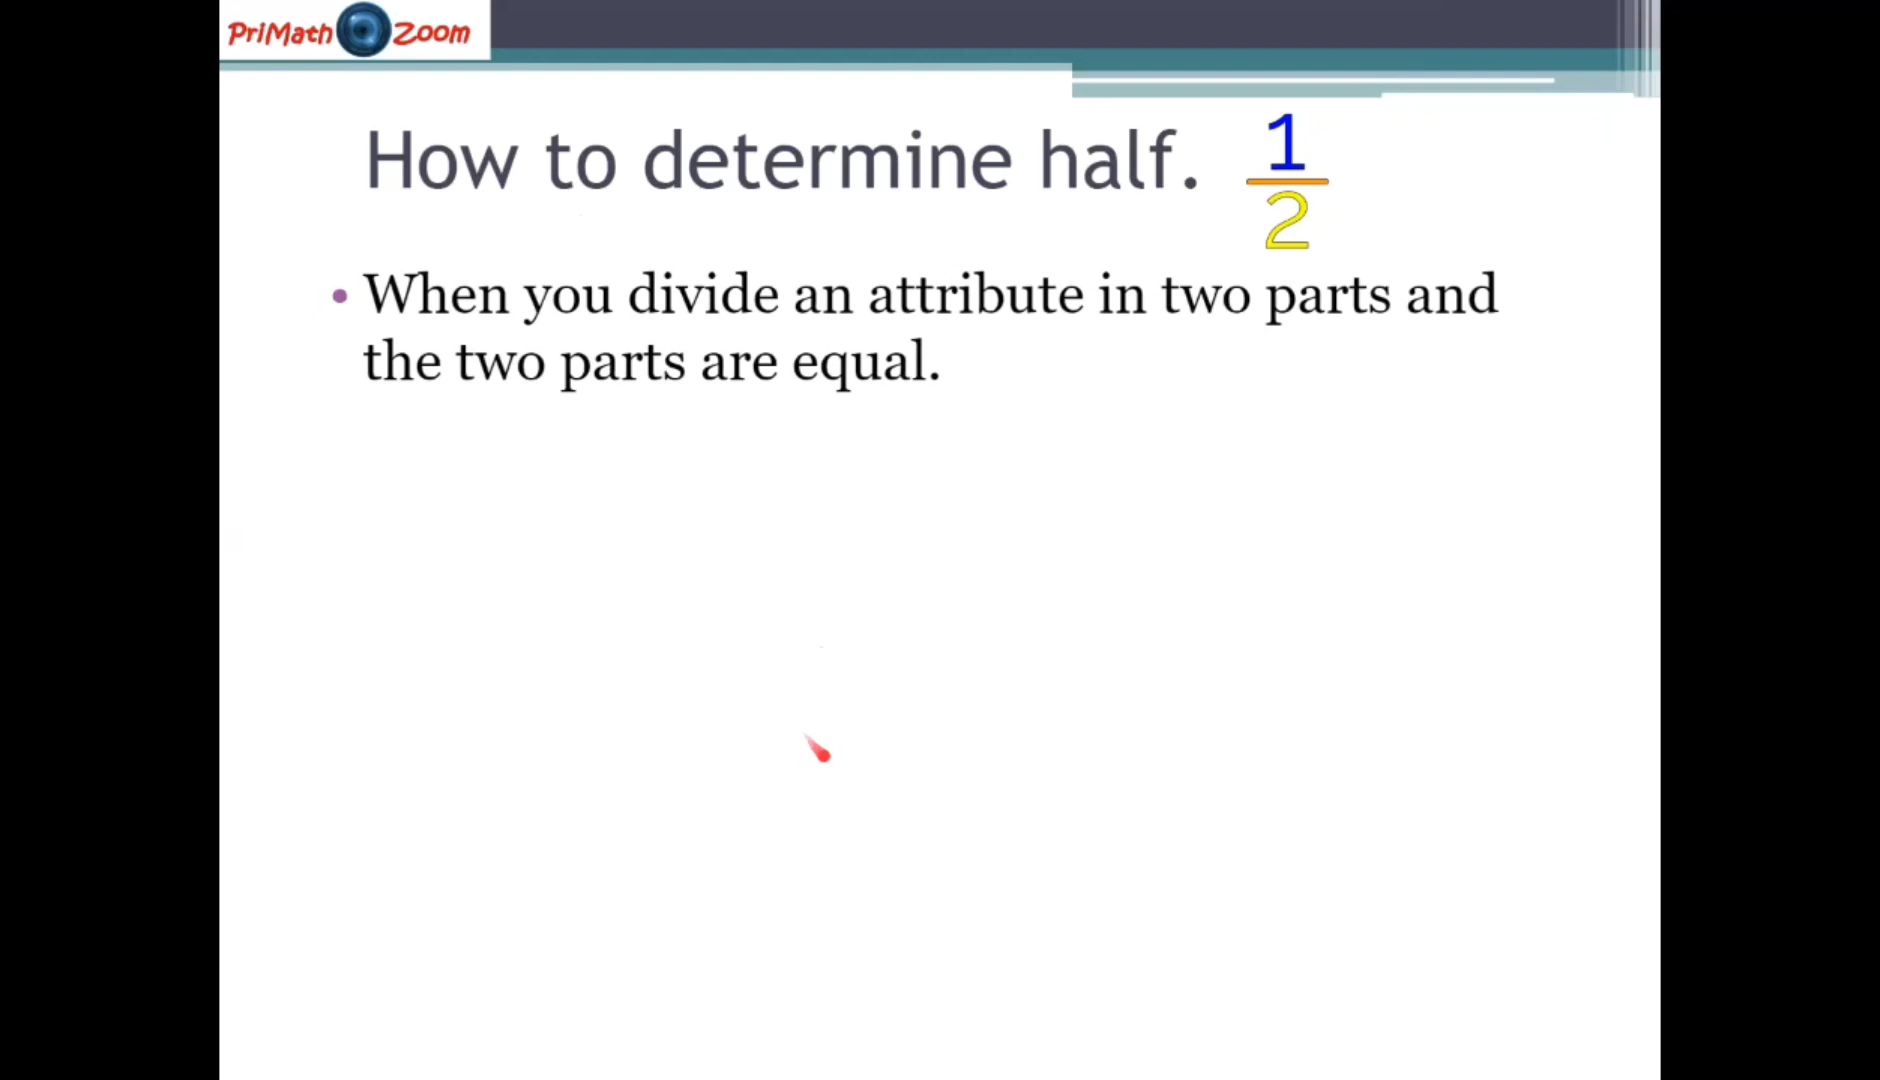 PriMath Zoom
How to determine half. 1/2
• When you divide an attribute in two parts and
the two parts are equal.